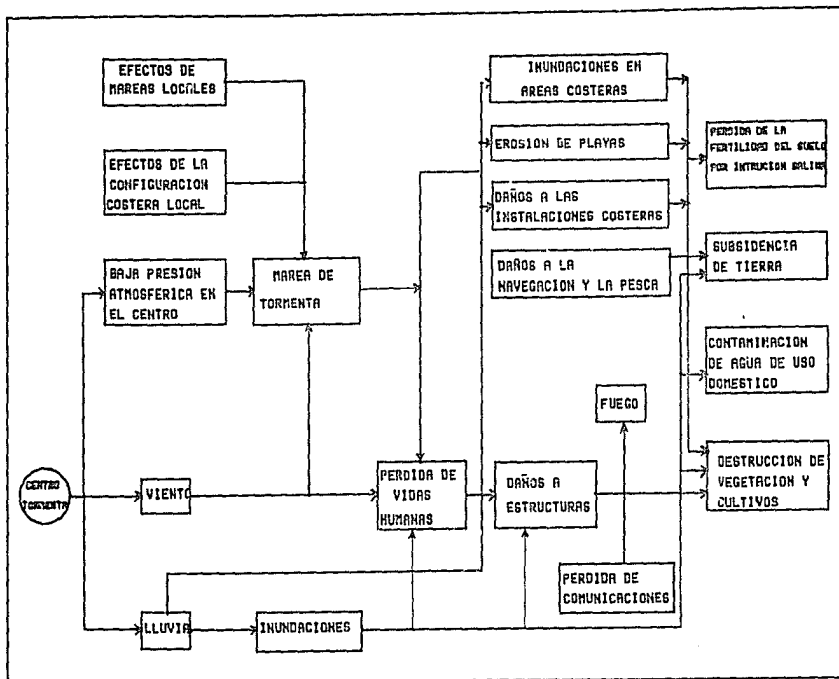 EFECTOS DE
MAREAS LOCALES
EFECTOS DE LA
CONFIGURACION
COSTERA LOCAL
BAJA PRESION
ATMOSFERICA EN
EL CENTRO
MAREA DE
TORMENTA
INUNDACIONES EN
AREAS COSTERAS
EROSION DE PLAYAS
DAÑOS A LAS
INSTALACIONES COSTERAS
DAÑOS A LA
NAVEGACION Y LA PESCA
PERDIDA DE LA
FERTILIDAD DEL SUELO
POR INTRUCION SALINA
SUBSIDENCIA
DE TIERRA
CONTAMINACION
DE AGUA DE USO
DOMESTICO
FUEGO
CENTRO
TORMENTA
VIENTO
PERDIDA DE
VIDAS
HUMANAS
DAÑOS A
ESTRUCTURAS
DESTRUCCION DE
VEGETACION Y
CULTIVOS
PERDIDA DE
COMUNICACIONES
LLUVIA
INUNDACIONES